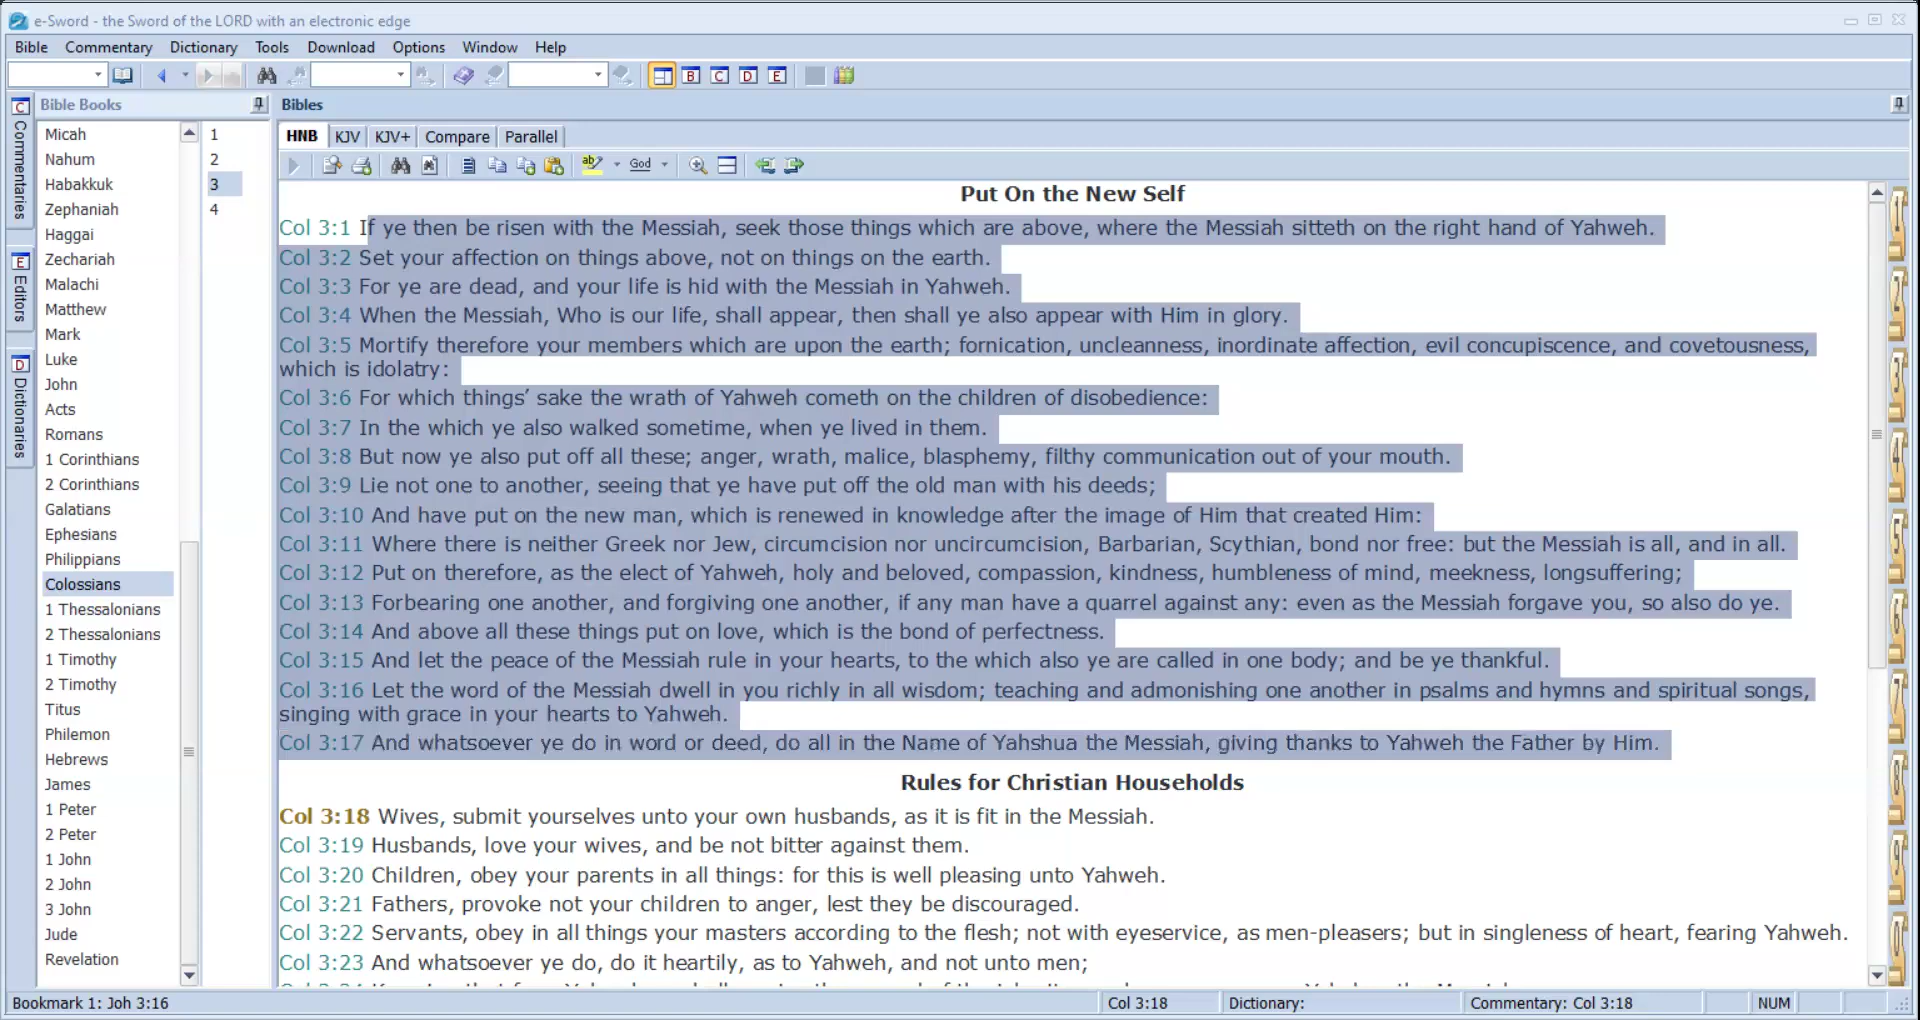 e-Sword - the Sword of the LORD with an electronic edge
Bible Commentary Dictionary Tools Download Options Window Help
B C D E
C Commentaries
E Editors
D Dictionaries
Bible Books
Micah
Nahum
Habakkuk
Zephaniah
Haggai
Zechariah
Malachi
Matthew
Mark
Luke
John
Acts
Romans
1 Corinthians
2 Corinthians
Galatians
Ephesians
Philippians
Colossians
1 Thessalonians
2 Thessalonians
1 Timothy
2 Timothy
Titus
Philemon
Hebrews
James
1 Peter
2 Peter
1 John
2 John
3 John
Jude
Revelation
1
2
3
4
Bibles
HNB KJV KJV+ Compare Parallel
ab God
Put On the New Self
Col 3:1 If ye then be risen with the Messiah, seek those things which are above, where the Messiah sitteth on the right hand of Yahweh.
Col 3:2 Set your affection on things above, not on things on the earth.
Col 3:3 For ye are dead, and your life is hid with the Messiah in Yahweh.
Col 3:4 When the Messiah, Who is our life, shall appear, then shall ye also appear with Him in glory.
Col 3:5 Mortify therefore your members which are upon the earth; fornication, uncleanness, inordinate affection, evil concupiscence, and covetousness,
which is idolatry:
Col 3:6 For which things’ sake the wrath of Yahweh cometh on the children of disobedience:
Col 3:7 In the which ye also walked sometime, when ye lived in them.
Col 3:8 But now ye also put off all these; anger, wrath, malice, blasphemy, filthy communication out of your mouth.
Col 3:9 Lie not one to another, seeing that ye have put off the old man with his deeds;
Col 3:10 And have put on the new man, which is renewed in knowledge after the image of Him that created Him:
Col 3:11 Where there is neither Greek nor Jew, circumcision nor uncircumcision, Barbarian, Scythian, bond nor free: but the Messiah is all, and in all.
Col 3:12 Put on therefore, as the elect of Yahweh, holy and beloved, compassion, kindness, humbleness of mind, meekness, longsuffering;
Col 3:13 Forbearing one another, and forgiving one another, if any man have a quarrel against any: even as the Messiah forgave you, so also do ye.
Col 3:14 And above all these things put on love, which is the bond of perfectness.
Col 3:15 And let the peace of the Messiah rule in your hearts, to the which also ye are called in one body; and be ye thankful.
Col 3:16 Let the word of the Messiah dwell in you richly in all wisdom; teaching and admonishing one another in psalms and hymns and spiritual songs,
singing with grace in your hearts to Yahweh.
Col 3:17 And whatsoever ye do in word or deed, do all in the Name of Yahshua the Messiah, giving thanks to Yahweh the Father by Him.
Rules for Christian Households
Col 3:18 Wives, submit yourselves unto your own husbands, as it is fit in the Messiah.
Col 3:19 Husbands, love your wives, and be not bitter against them.
Col 3:20 Children, obey your parents in all things: for this is well pleasing unto Yahweh.
Col 3:21 Fathers, provoke not your children to anger, lest they be discouraged.
Col 3:22 Servants, obey in all things your masters according to the flesh; not with eyeservice, as men-pleasers; but in singleness of heart, fearing Yahweh.
Col 3:23 And whatsoever ye do, do it heartily, as to Yahweh, and not unto men;
1
2
3
4
5
6
7
8
9
0
Bookmark 1: Joh 3:16 Col 3:18 Dictionary: Commentary: Col 3:18 NUM